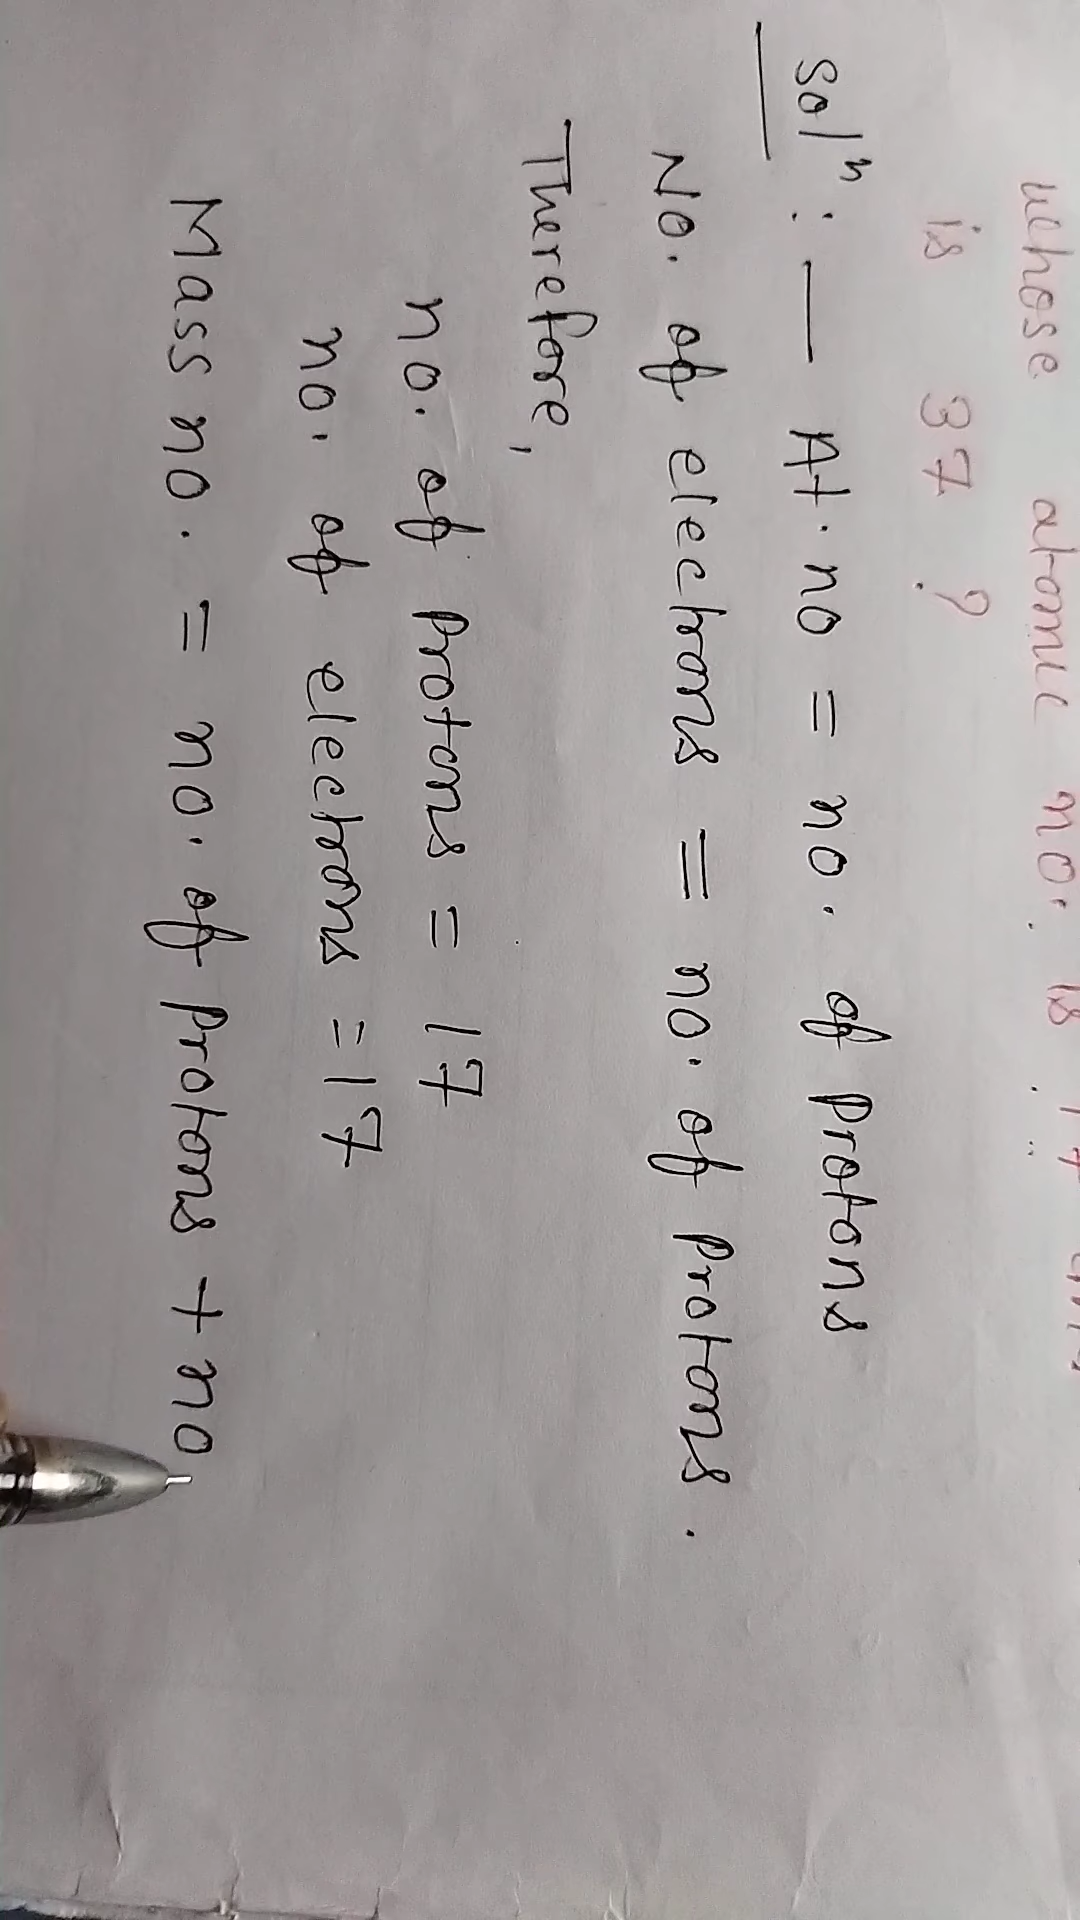 whose atomic no. is 17
is 37 ?
Solⁿ : — At. no = no. of protons
No. of electrons = no. of protons.
Therefore,
no. of protons = 17
no. of electrons = 17
Mass no. = no. of protons + no